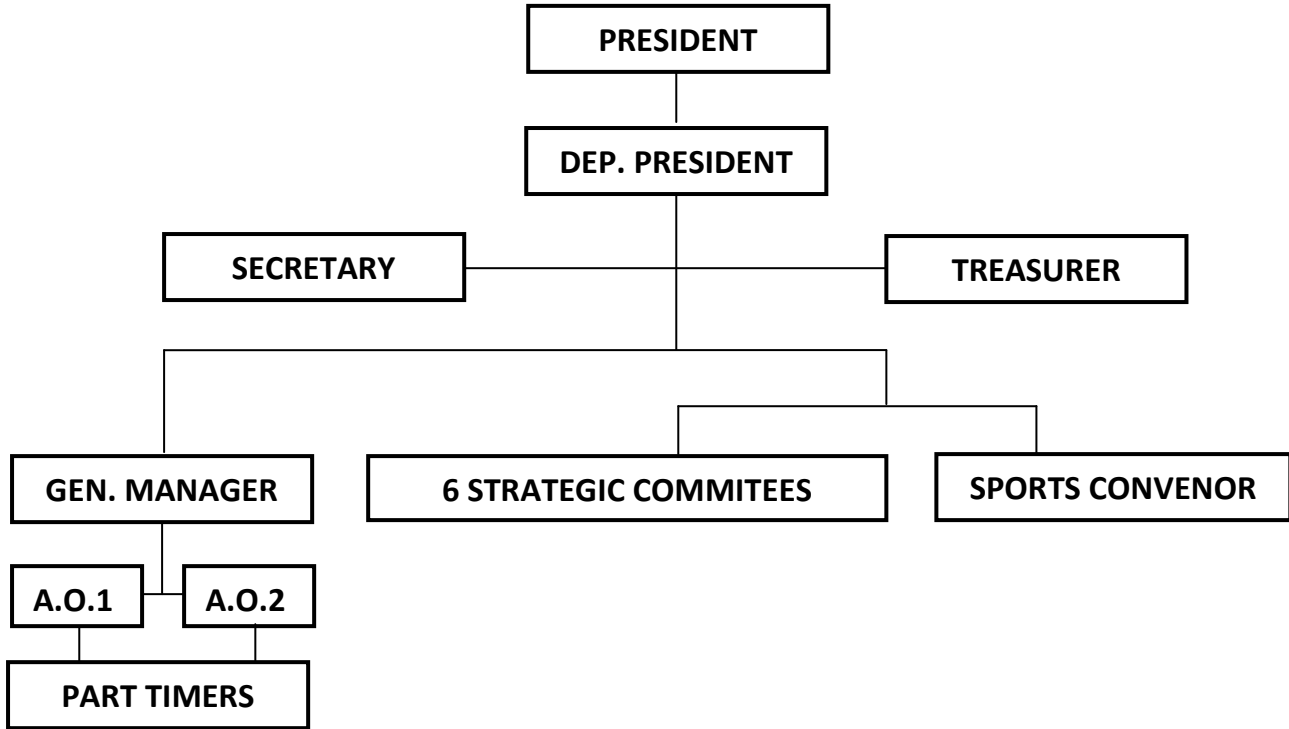 PRESIDENT
DEP. PRESIDENT
SECRETARY
TREASURER
GEN. MANAGER
6 STRATEGIC COMMITEES
SPORTS CONVENOR
A.O.1
A.O.2
PART TIMERS